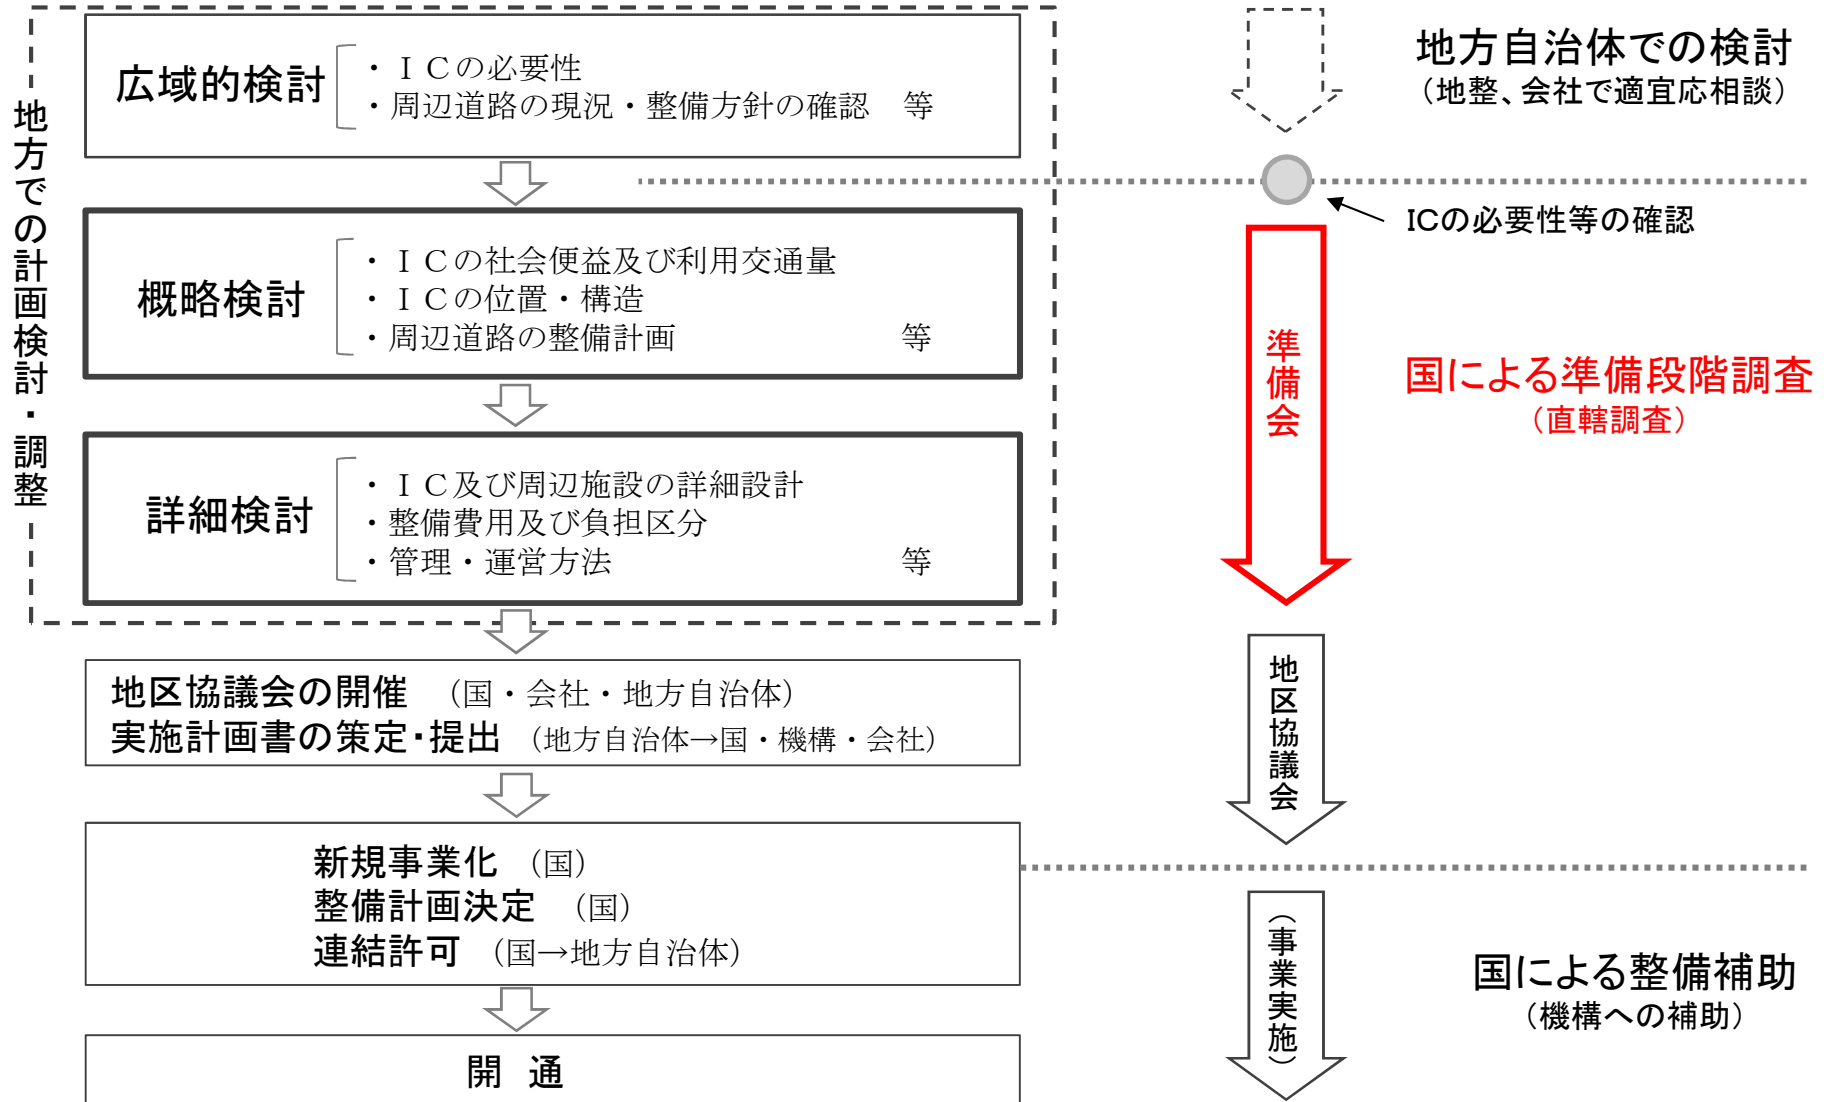 地方での計画検討・調整
広域的検討
・ＩＣの必要性
・周辺道路の現況・整備方針の確認　等
概略検討
・ＩＣの社会便益及び利用交通量
・ＩＣの位置・構造
・周辺道路の整備計画　等
詳細検討
・ＩＣ及び周辺施設の詳細設計
・整備費用及び負担区分
・管理・運営方法　等
地区協議会の開催　（国・会社・地方自治体）
実施計画書の策定・提出　（地方自治体→国・機構・会社）
新規事業化　（国）
整備計画決定　（国）
連結許可　（国→地方自治体）
開　通
地方自治体での検討
（地整、会社で適宜応相談）
ICの必要性等の確認
準備会
国による準備段階調査
（直轄調査）
地区協議会
（事業実施）
国による整備補助
（機構への補助）